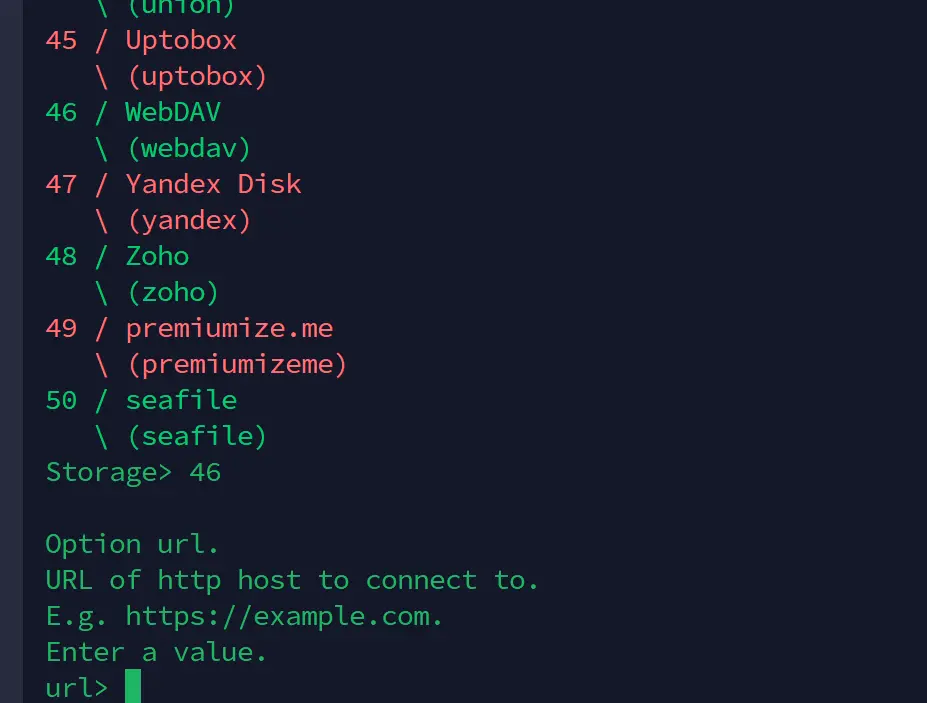 \ (union)
45 / Uptobox
\ (uptobox)
46 / WebDAV
\ (webdav)
47 / Yandex Disk
\ (yandex)
48 / Zoho
\ (zoho)
49 / premiumize.me
\ (premiumizeme)
50 / seafile
\ (seafile)
Storage> 46
Option url.
URL of http host to connect to.
E.g. https://example.com.
Enter a value.
url>